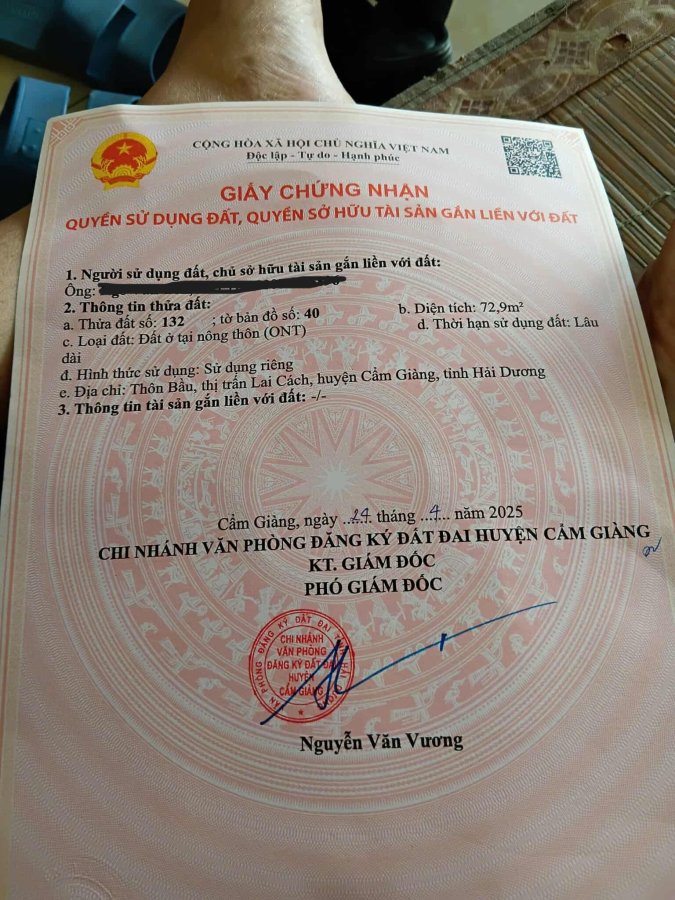 CỘNG HÒA XÃ HỘI CHỦ NGHĨA VIỆT NAM
Độc lập - Tự do - Hạnh phúc
GIẤY CHỨNG NHẬN
QUYỀN SỬ DỤNG ĐẤT, QUYỀN SỞ HỮU TÀI SẢN GẮN LIỀN VỚI ĐẤT
1. Người sử dụng đất, chủ sở hữu tài sản gắn liền với đất:
Ông:
2. Thông tin thửa đất:
a. Thửa đất số: 132 ; tờ bản đồ số: 40 b. Diện tích: 72,9m²
c. Loại đất: Đất ở tại nông thôn (ONT) d. Thời hạn sử dụng đất: Lâu
dài
đ. Hình thức sử dụng: Sử dụng riêng
e. Địa chỉ: Thôn Bầu, thị trấn Lai Cách, huyện Cẩm Giàng, tỉnh Hải Dương
3. Thông tin tài sản gắn liền với đất: -/-
Cẩm Giàng, ngày ..24.. tháng ..4... năm 2025
CHI NHÁNH VĂN PHÒNG ĐĂNG KÝ ĐẤT ĐAI HUYỆN CẨM GIÀNG
KT. GIÁM ĐỐC
PHÓ GIÁM ĐỐC
VĂN PHÒNG ĐĂNG KÝ ĐẤT ĐAI
CHI NHÁNH
VĂN PHÒNG
ĐĂNG KÝ ĐẤT ĐAI
HUYỆN
CẨM GIÀNG
Nguyễn Văn Vương